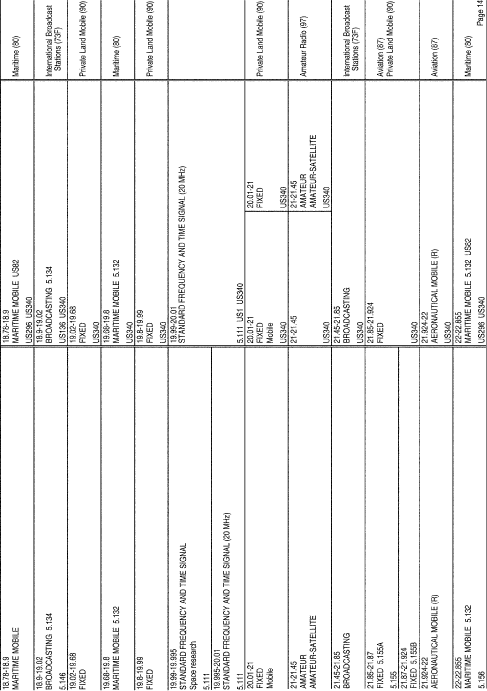 18.78-18.9
MARITIME MOBILE
18.9-19.02
BROADCASTING 5.134
5.146
19.02-19.68
FIXED
19.68-19.8
MARITIME MOBILE 5.132
19.8-19.99
FIXED
19.99-19.995
STANDARD FREQUENCY AND TIME SIGNAL
Space research
5.111
19.995-20.01
STANDARD FREQUENCY AND TIME SIGNAL (20 MHz)
5.111
20.01-21
FIXED
Mobile
21-21.45
AMATEUR
AMATEUR-SATELLITE
21.45-21.85
BROADCASTING
21.85-21.87
FIXED 5.155A
5.155
21.87-21.924
FIXED 5.155B
21.924-22
AERONAUTICAL MOBILE (R)
22-22.855
MARITIME MOBILE 5.132
5.156
18.78-18.9
MARITIME MOBILE US82
US296 US340
18.9-19.02
BROADCASTING 5.134
US136 US340
19.02-19.68
FIXED
US340
19.68-19.8
MARITIME MOBILE 5.132
US340
19.8-19.99
FIXED
US340
19.99-20.01
STANDARD FREQUENCY AND TIME SIGNAL (20 MHz)
5.111 US1 US340
20.01-21
FIXED
Mobile
US340
21-21.45
US340
21.45-21.85
BROADCASTING
US340
21.85-21.924
FIXED
US340
21.924-22
AERONAUTICAL MOBILE (R)
US340
22-22.855
MARITIME MOBILE 5.132 US82
US296 US340
20.01-21
FIXED
US340
21-21.45
AMATEUR
AMATEUR-SATELLITE
US340
Maritime (80)
International Broadcast
Stations (73F)
Private Land Mobile (90)
Maritime (80)
Private Land Mobile (90)
Private Land Mobile (90)
Amateur Radio (97)
International Broadcast
Stations (73F)
Aviation (87)
Private Land Mobile (90)
Aviation (87)
Maritime (80)
Page 14